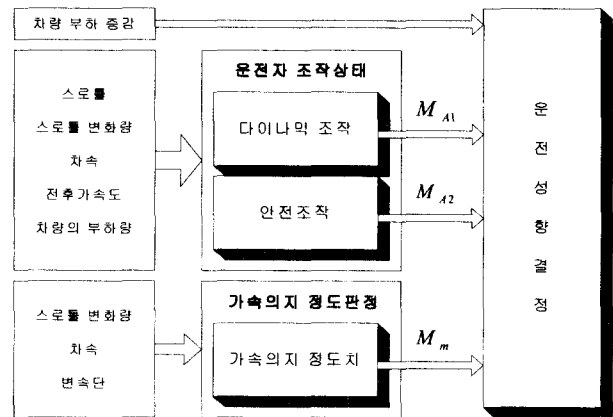 차량 부하 증감
스로틀
스로틀 변화량
차속
전후가속도
차량의 부하량
운전자 조작상태
다이나믹 조작
안전조작
M A1
M A2
스로틀 변화량
차속
변속단
가속의지 정도판정
가속의지 정도치
M m
운
전
성
향
결
정